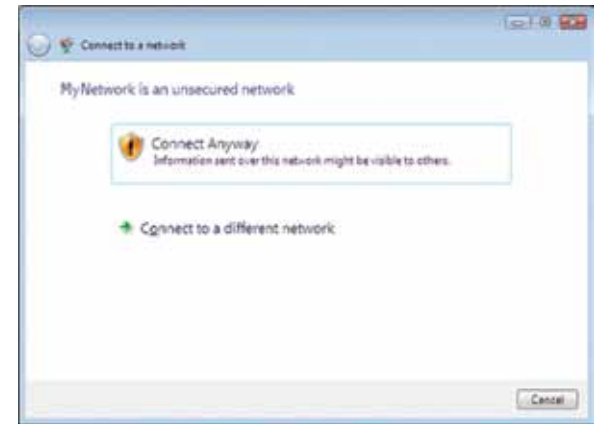 Connect to a network
MyNetwork is an unsecured network
Connect Anyway
Information sent over this network might be visible to others.
Connect to a different network
Cancel